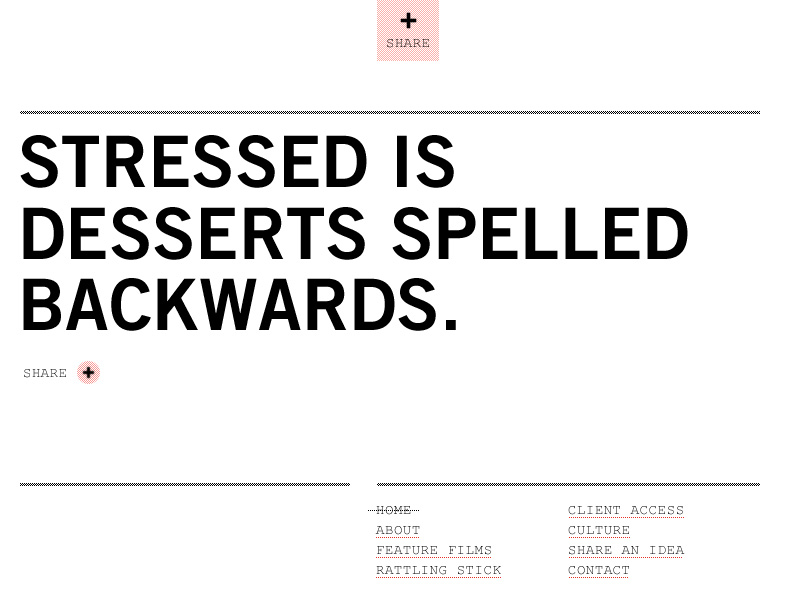 SHARE
STRESSED IS
DESSERTS SPELLED
BACKWARDS.
SHARE
HOME
ABOUT
FEATURE FILMS
RATTLING STICK
CLIENT ACCESS
CULTURE
SHARE AN IDEA
CONTACT